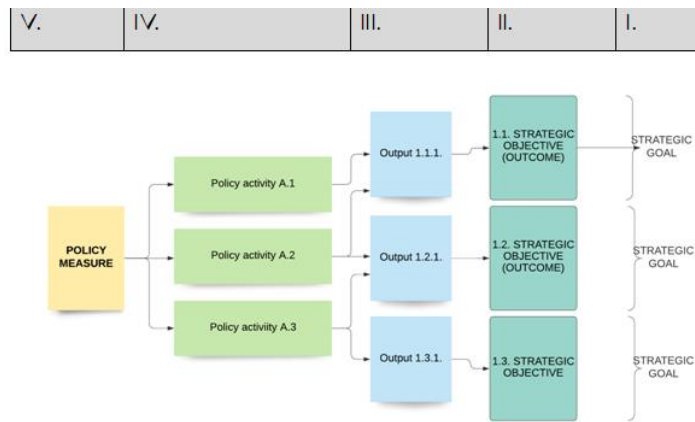 V.
IV.
III.
II.
I.
POLICY
MEASURE
Policy activity A.1
Policy activity A.2
Policy activiity A.3
Output 1.1.1.
Output 1.2.1.
Output 1.3.1.
1.1. STRATEGIC
OBJECTIVE
(OUTCOME)
1.2. STRATEGIC
OBJECTIVE
(OUTCOME)
1.3. STRATEGIC
OBJECTIVE
STRATEGIC
GOAL
STRATEGIC
GOAL
STRATEGIC
GOAL